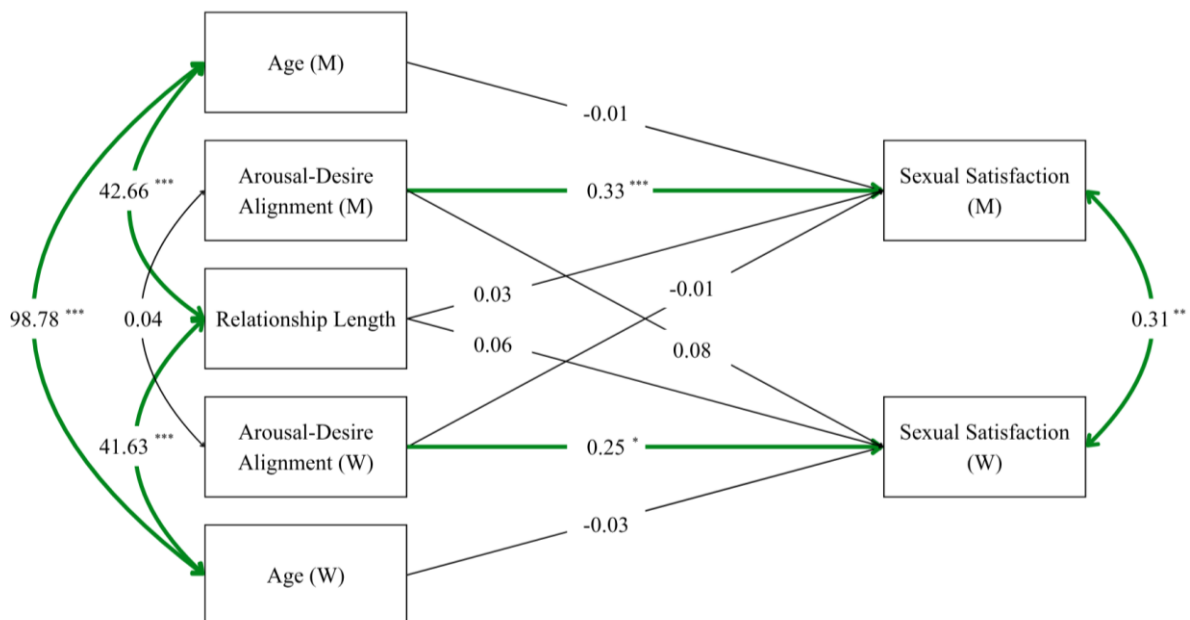 Age (M)
-0.01
Arousal-Desire
Alignment (M)
42.66 ***
0.33 ***
Sexual Satisfaction
(M)
Relationship Length
0.03
-0.01
98.78 ***
0.04
0.31 **
0.06
0.08
Arousal-Desire
Alignment (W)
41.63 ***
0.25 *
Sexual Satisfaction
(W)
-0.03
Age (W)